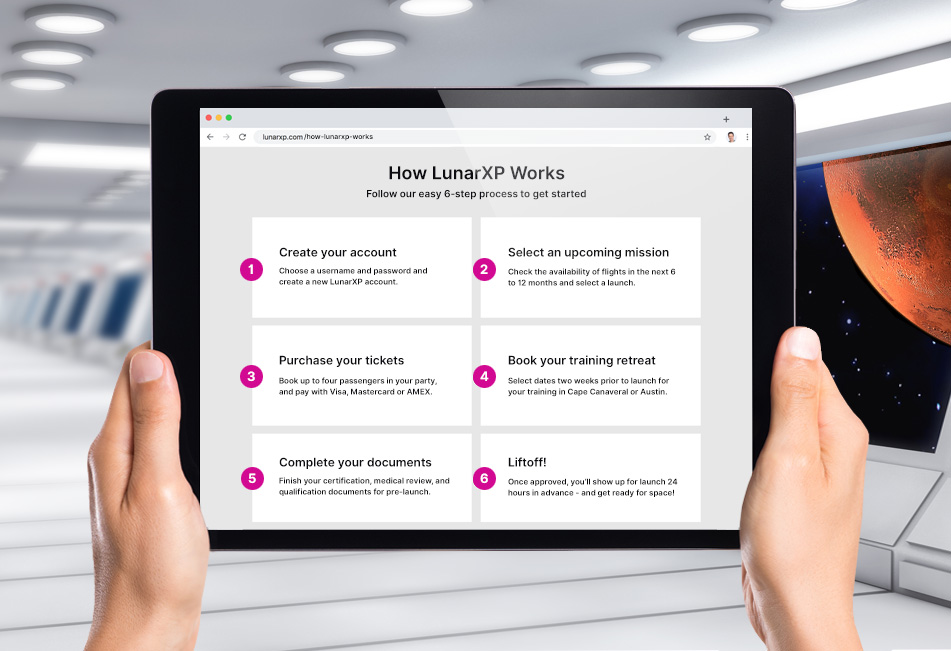 lunarxp.com/how-lunarxp-works
How LunarXP Works
Follow our easy 6-step process to get started
1
Create your account
Choose a username and password and
create a new LunarXP account.
2
Select an upcoming mission
Check the availability of flights in the next 6
to 12 months and select a launch.
3
Purchase your tickets
Book up to four passengers in your party,
and pay with Visa, Mastercard or AMEX.
4
Book your training retreat
Select dates two weeks prior to launch for
your training in Cape Canaveral or Austin.
5
Complete your documents
Finish your certification, medical review, and
qualification documents for pre-launch.
6
Liftoff!
Once approved, you'll show up for launch 24
hours in advance - and get ready for space!